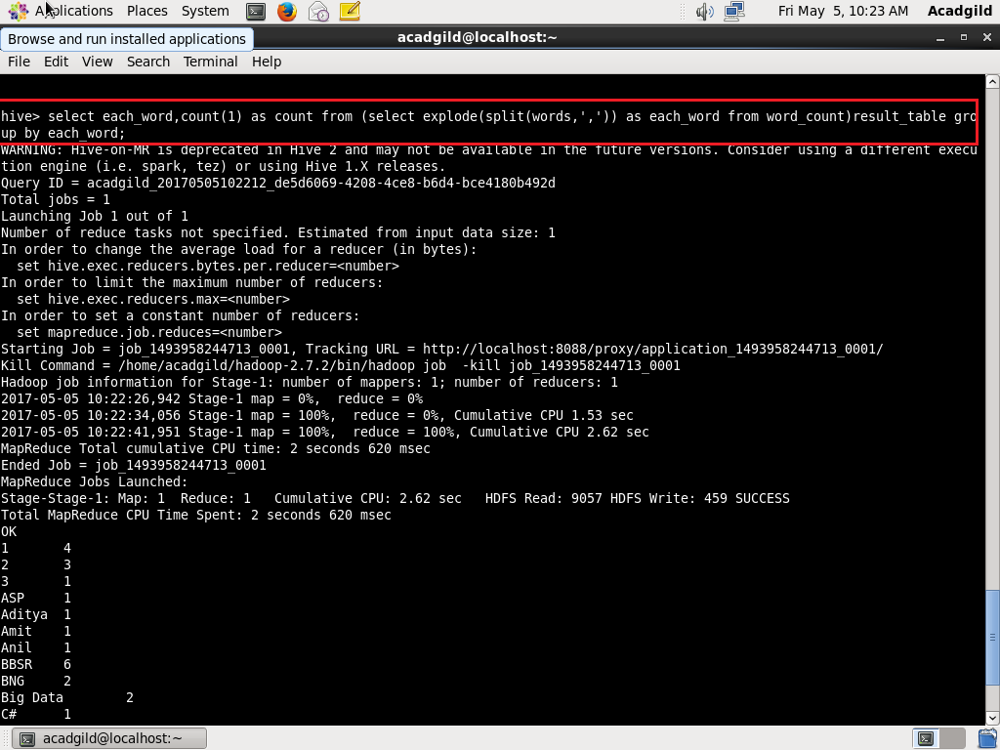 Applications Places System Fri May 5, 10:23 AM Acadgild
Browse and run installed applications
acadgild@localhost:~
File Edit View Search Terminal Help
hive> select each_word,count(1) as count from (select explode(split(words,',')) as each_word from word_count)result_table gro
up by each_word;
WARNING: Hive-on-MR is deprecated in Hive 2 and may not be available in the future versions. Consider using a different execu
tion engine (i.e. spark, tez) or using Hive 1.X releases.
Query ID = acadgild_20170505102212_de5d6069-4208-4ce8-b6d4-bce4180b492d
Total jobs = 1
Launching Job 1 out of 1
Number of reduce tasks not specified. Estimated from input data size: 1
In order to change the average load for a reducer (in bytes):
  set hive.exec.reducers.bytes.per.reducer=<number>
In order to limit the maximum number of reducers:
  set hive.exec.reducers.max=<number>
In order to set a constant number of reducers:
  set mapreduce.job.reduces=<number>
Starting Job = job_1493958244713_0001, Tracking URL = http://localhost:8088/proxy/application_1493958244713_0001/
Kill Command = /home/acadgild/hadoop-2.7.2/bin/hadoop job  -kill job_1493958244713_0001
Hadoop job information for Stage-1: number of mappers: 1; number of reducers: 1
2017-05-05 10:22:26,942 Stage-1 map = 0%,  reduce = 0%
2017-05-05 10:22:34,056 Stage-1 map = 100%,  reduce = 0%, Cumulative CPU 1.53 sec
2017-05-05 10:22:41,951 Stage-1 map = 100%,  reduce = 100%, Cumulative CPU 2.62 sec
MapReduce Total cumulative CPU time: 2 seconds 620 msec
Ended Job = job_1493958244713_0001
MapReduce Jobs Launched:
Stage-Stage-1: Map: 1  Reduce: 1   Cumulative CPU: 2.62 sec   HDFS Read: 9057 HDFS Write: 459 SUCCESS
Total MapReduce CPU Time Spent: 2 seconds 620 msec
OK
1       4
2       3
3       1
ASP     1
Aditya  1
Amit    1
Anil    1
BBSR    6
BNG     2
Big Data        2
C#      1
acadgild@localhost:~